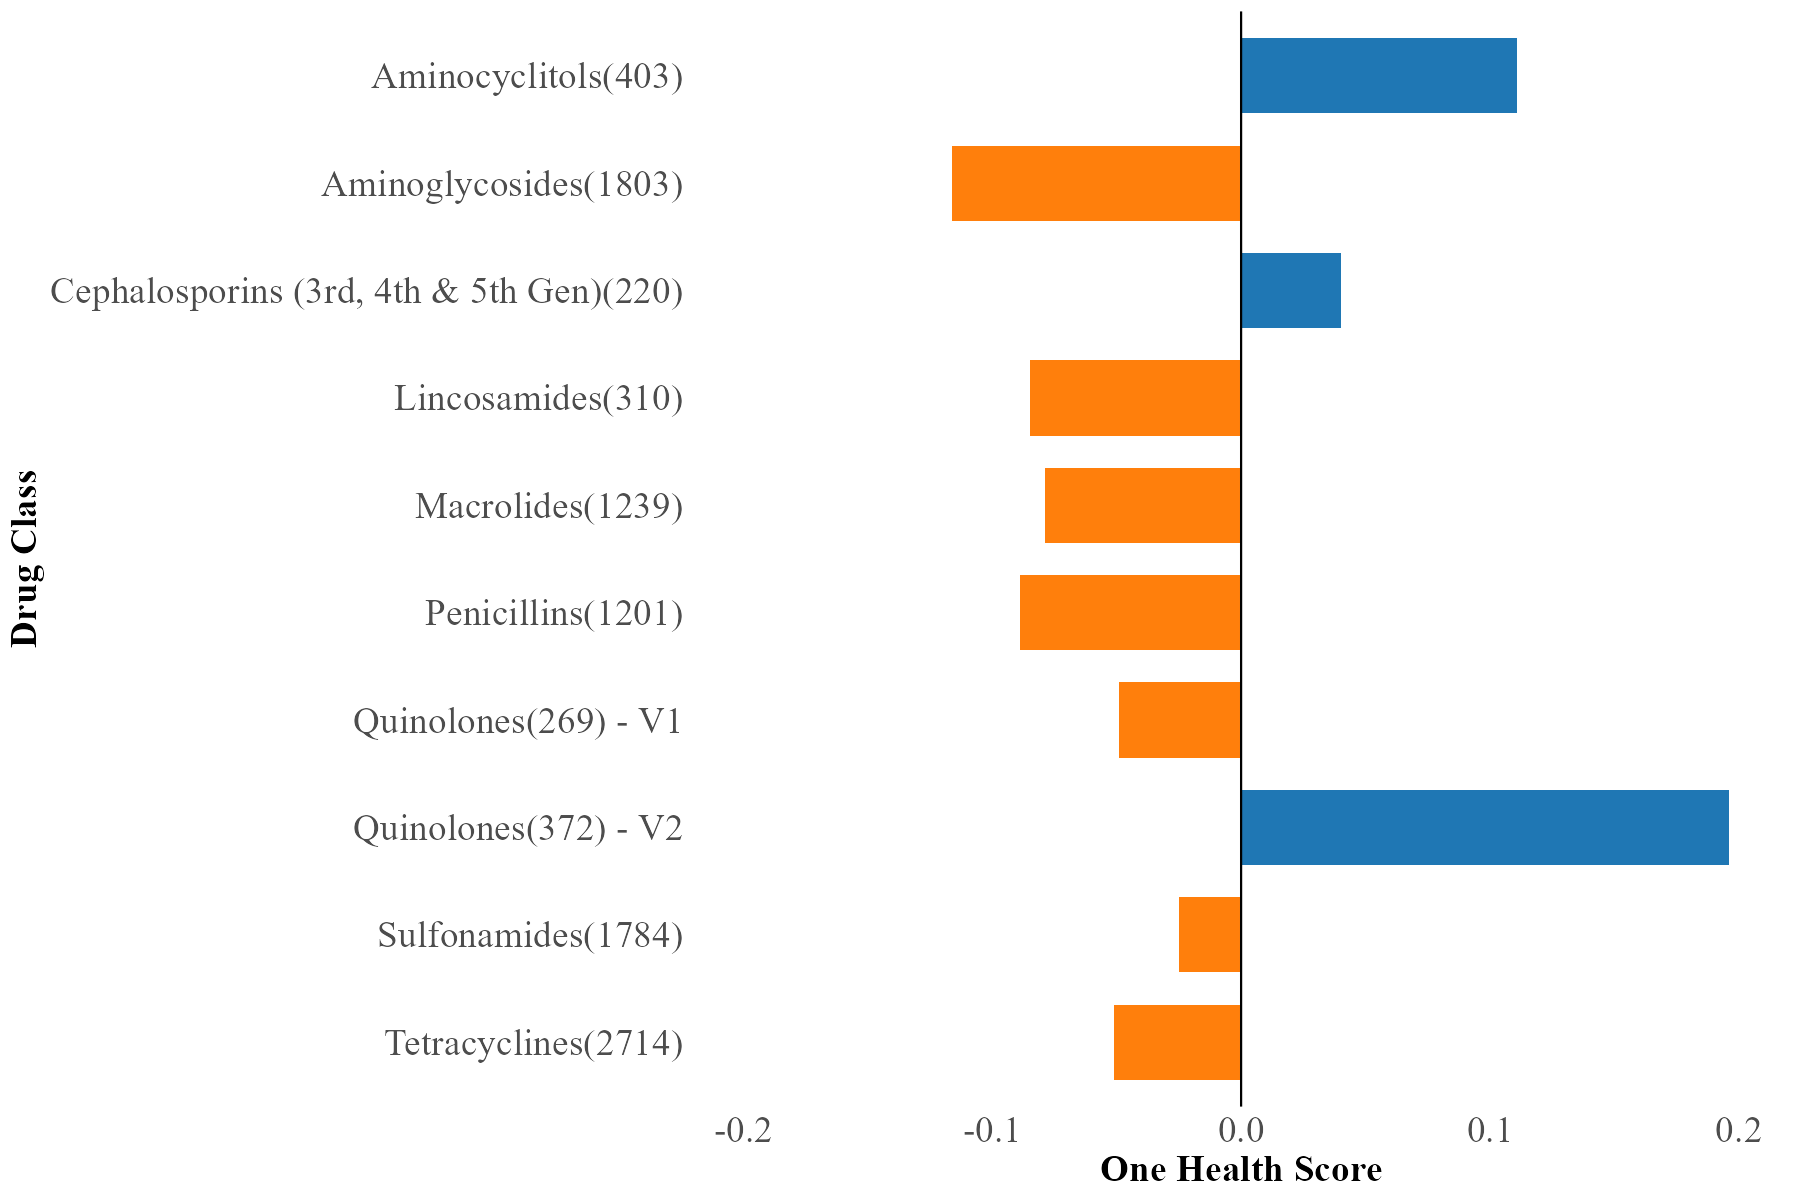 Aminocyclitols(403)
Aminoglycosides(1803)
Cephalosporins (3rd, 4th & 5th Gen)(220)
Lincosamides(310)
Macrolides(1239)
Penicillins(1201)
Quinolones(269) - V1
Quinolones(372) - V2
Sulfonamides(1784)
Tetracyclines(2714)
Drug Class
-0.2
-0.1
0.0
0.1
0.2
One Health Score